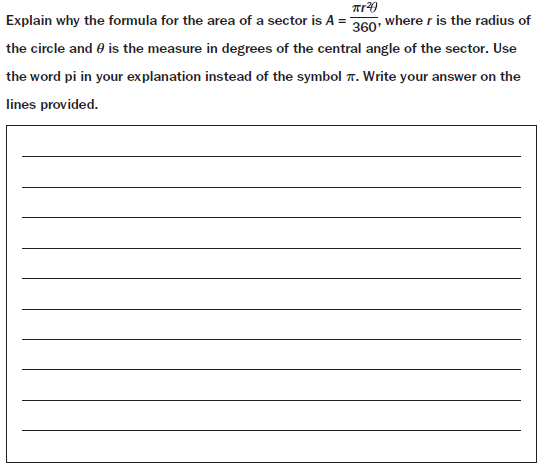 Explain why the formula for the area of a sector is A = πr²θ/360, where r is the radius of
the circle and θ is the measure in degrees of the central angle of the sector. Use
the word pi in your explanation instead of the symbol π. Write your answer on the
lines provided.